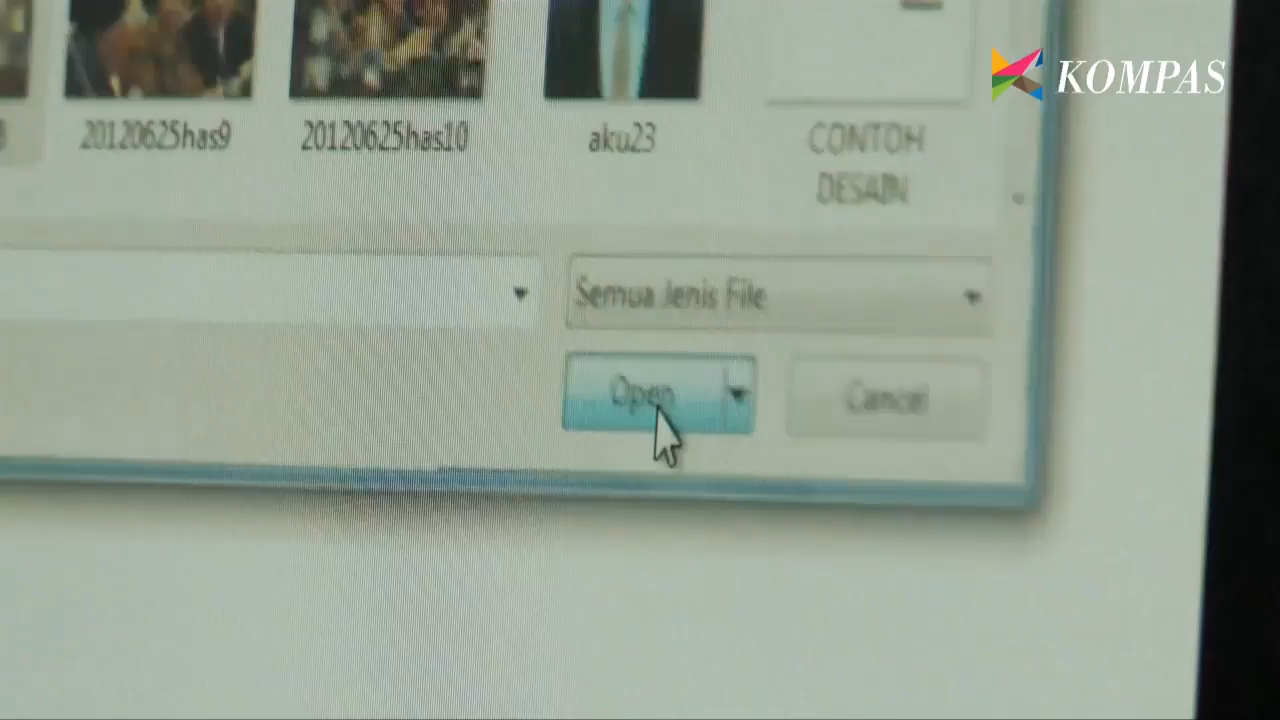 KOMPAS
20120625has9
20120625has10
aku23
CONTOH
DESAIN
Semua Jenis File
Open
Cancel